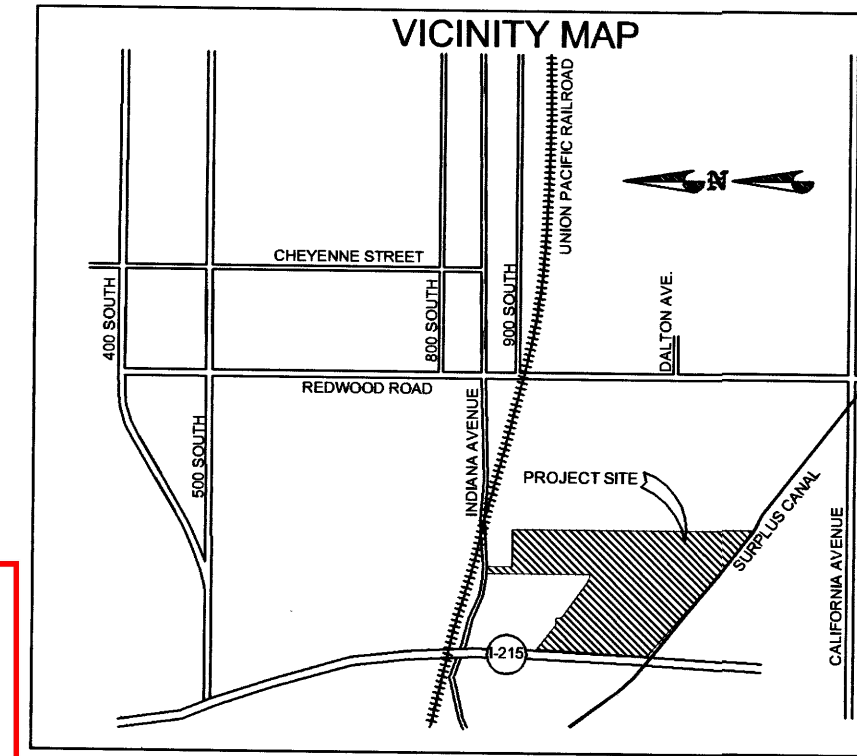 VICINITY MAP
UNION PACIFIC RAILROAD
N
CHEYENNE STREET
400 SOUTH
800 SOUTH
900 SOUTH
DALTON AVE.
REDWOOD ROAD
500 SOUTH
INDIANA AVENUE
PROJECT SITE
SURPLUS CANAL
CALIFORNIA AVENUE
I-215